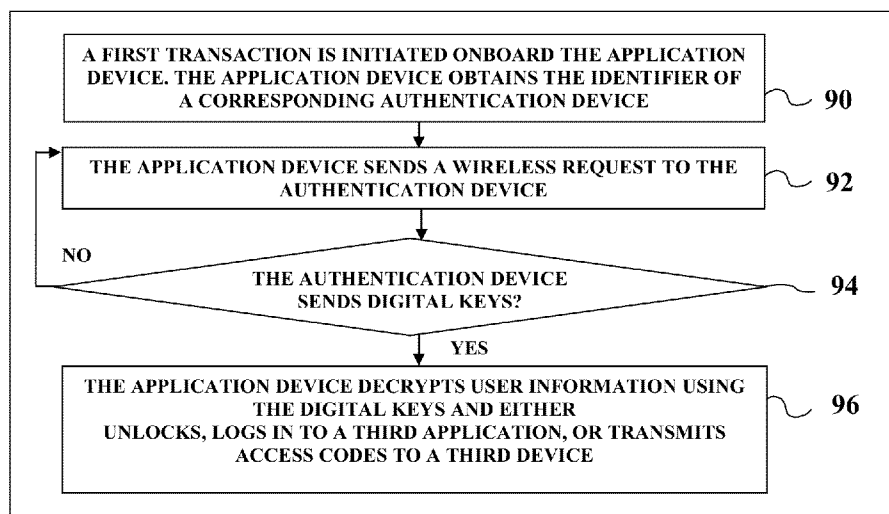 A FIRST TRANSACTION IS INITIATED ONBOARD THE APPLICATION
DEVICE. THE APPLICATION DEVICE OBTAINS THE IDENTIFIER OF
A CORRESPONDING AUTHENTICATION DEVICE
90
THE APPLICATION DEVICE SENDS A WIRELESS REQUEST TO THE
AUTHENTICATION DEVICE
92
NO
THE AUTHENTICATION DEVICE
SENDS DIGITAL KEYS?
94
YES
THE APPLICATION DEVICE DECRYPTS USER INFORMATION USING
THE DIGITAL KEYS AND EITHER
UNLOCKS, LOGS IN TO A THIRD APPLICATION, OR TRANSMITS
ACCESS CODES TO A THIRD DEVICE
96